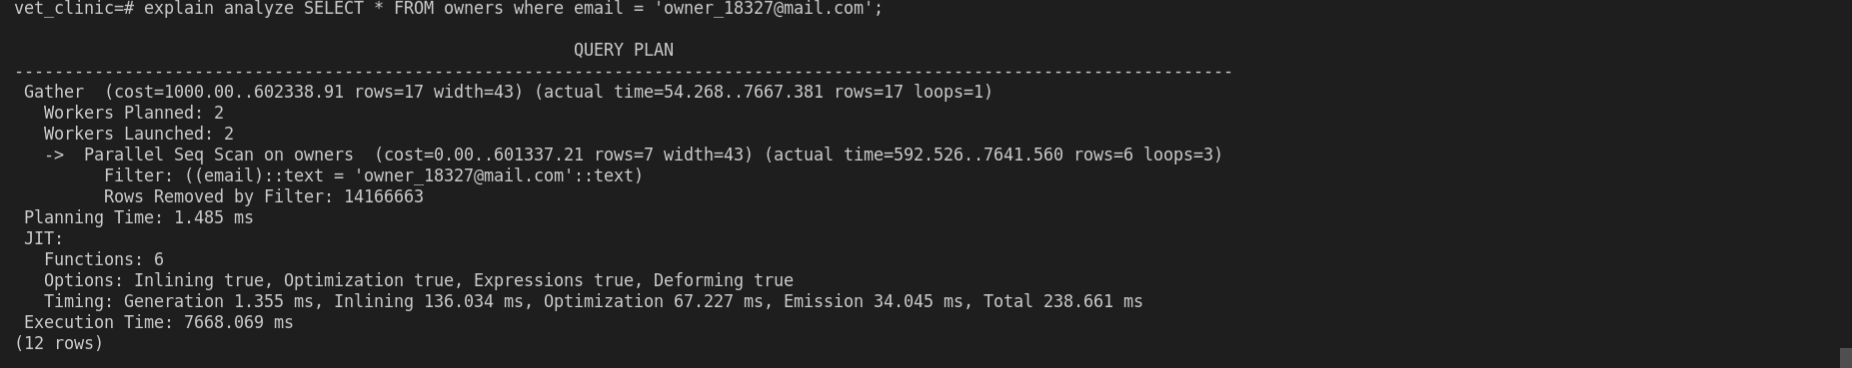 vet_clinic=# explain analyze SELECT * FROM owners where email = 'owner_18327@mail.com';
QUERY PLAN
--------------------------------------------------------------------------------------------------------------------------
Gather  (cost=1000.00..602338.91 rows=17 width=43) (actual time=54.268..7667.381 rows=17 loops=1)
Workers Planned: 2
Workers Launched: 2
->  Parallel Seq Scan on owners  (cost=0.00..601337.21 rows=7 width=43) (actual time=592.526..7641.560 rows=6 loops=3)
Filter: ((email)::text = 'owner_18327@mail.com'::text)
Rows Removed by Filter: 14166663
Planning Time: 1.485 ms
JIT:
Functions: 6
Options: Inlining true, Optimization true, Expressions true, Deforming true
Timing: Generation 1.355 ms, Inlining 136.034 ms, Optimization 67.227 ms, Emission 34.045 ms, Total 238.661 ms
Execution Time: 7668.069 ms
(12 rows)